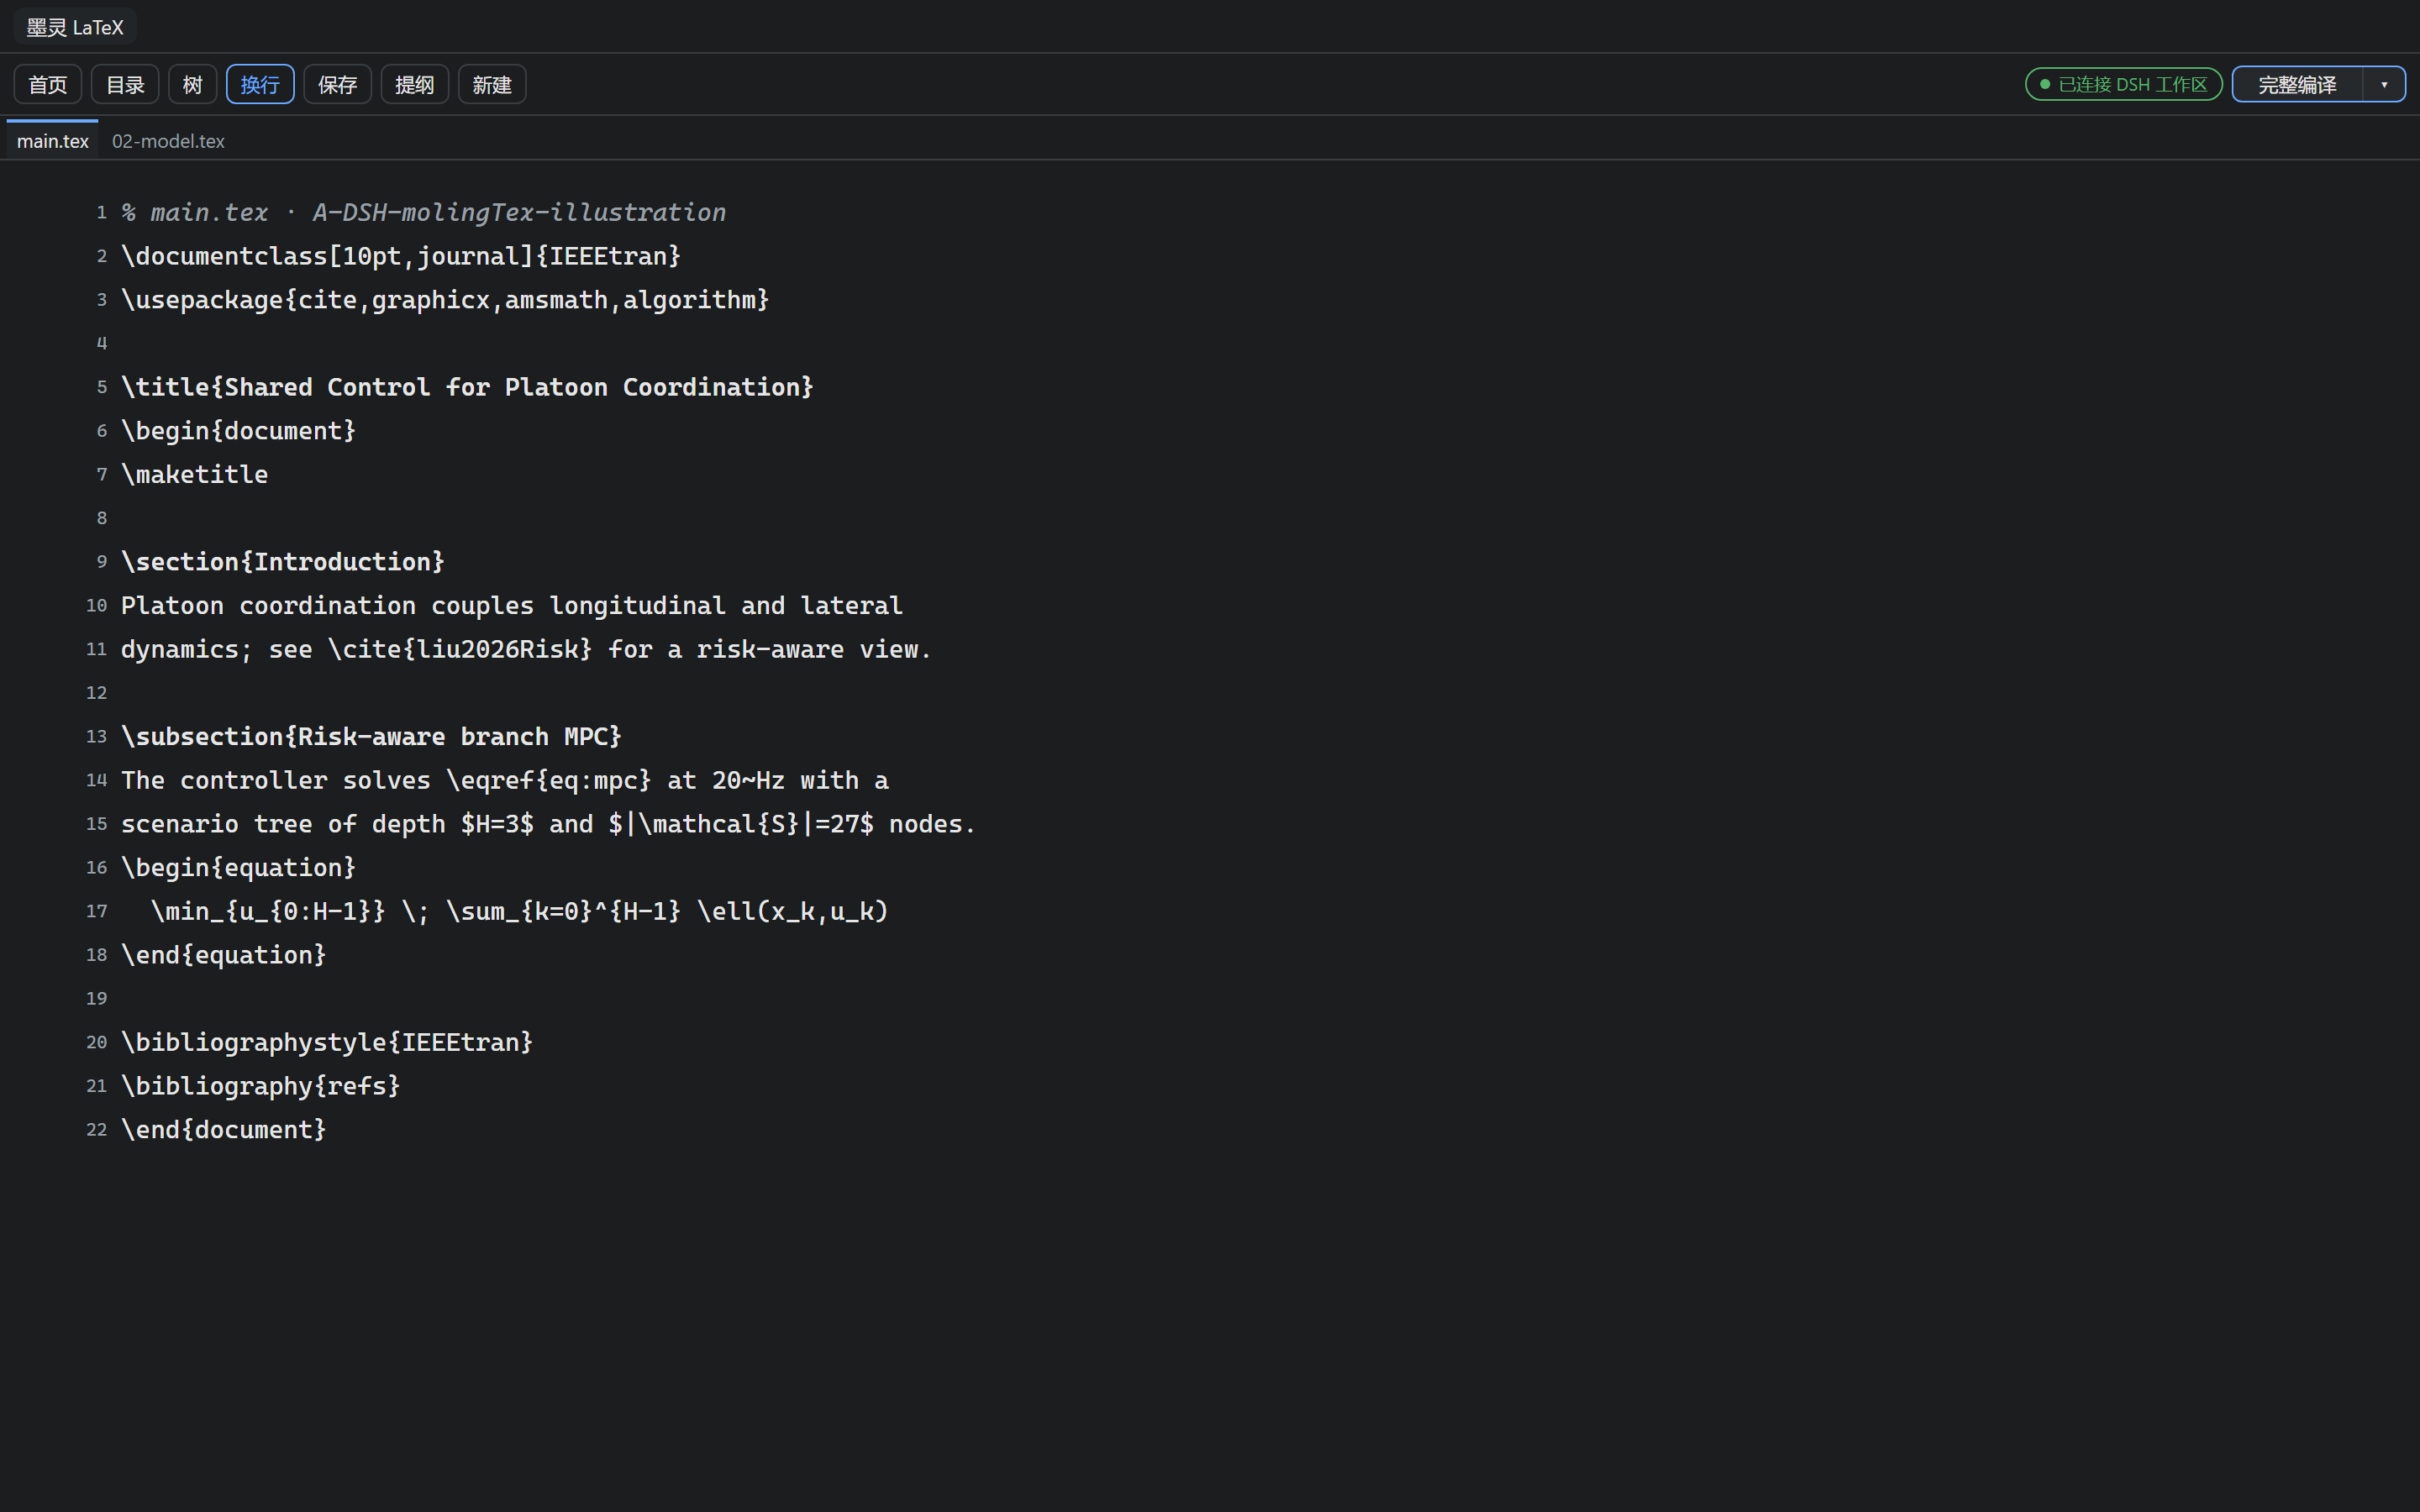 墨灵 LaTeX
首页 目录 树 换行 保存 提纲 新建 已连接 DSH 工作区 完整编译 ▾
main.tex 02-model.tex
1 % main.tex · A-DSH-molingTex-illustration
2 \documentclass[10pt,journal]{IEEEtran}
3 \usepackage{cite,graphicx,amsmath,algorithm}
4
5 \title{Shared Control for Platoon Coordination}
6 \begin{document}
7 \maketitle
8
9 \section{Introduction}
10 Platoon coordination couples longitudinal and lateral
11 dynamics; see \cite{liu2026Risk} for a risk-aware view.
12
13 \subsection{Risk-aware branch MPC}
14 The controller solves \eqref{eq:mpc} at 20~Hz with a
15 scenario tree of depth $H=3$ and $|\mathcal{S}|=27$ nodes.
16 \begin{equation}
17   \min_{u_{0:H-1}} \; \sum_{k=0}^{H-1} \ell(x_k,u_k)
18 \end{equation}
19
20 \bibliographystyle{IEEEtran}
21 \bibliography{refs}
22 \end{document}